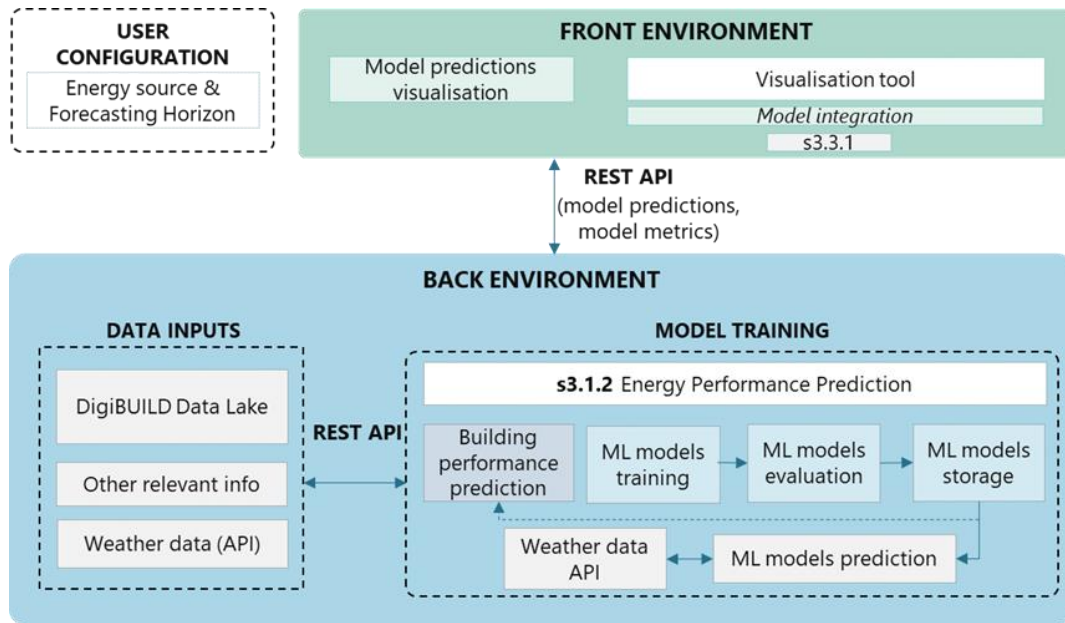 USER
CONFIGURATION
Energy source &
Forecasting Horizon
FRONT ENVIRONMENT
Model predictions
visualisation
Visualisation tool
Model integration
s3.3.1
REST API
(model predictions,
model metrics)
BACK ENVIRONMENT
DATA INPUTS
DigiBUILD Data Lake
Other relevant info
Weather data (API)
REST API
MODEL TRAINING
s3.1.2 Energy Performance Prediction
Building
performance
prediction
ML models
training
ML models
evaluation
ML models
storage
Weather data
API
ML models prediction